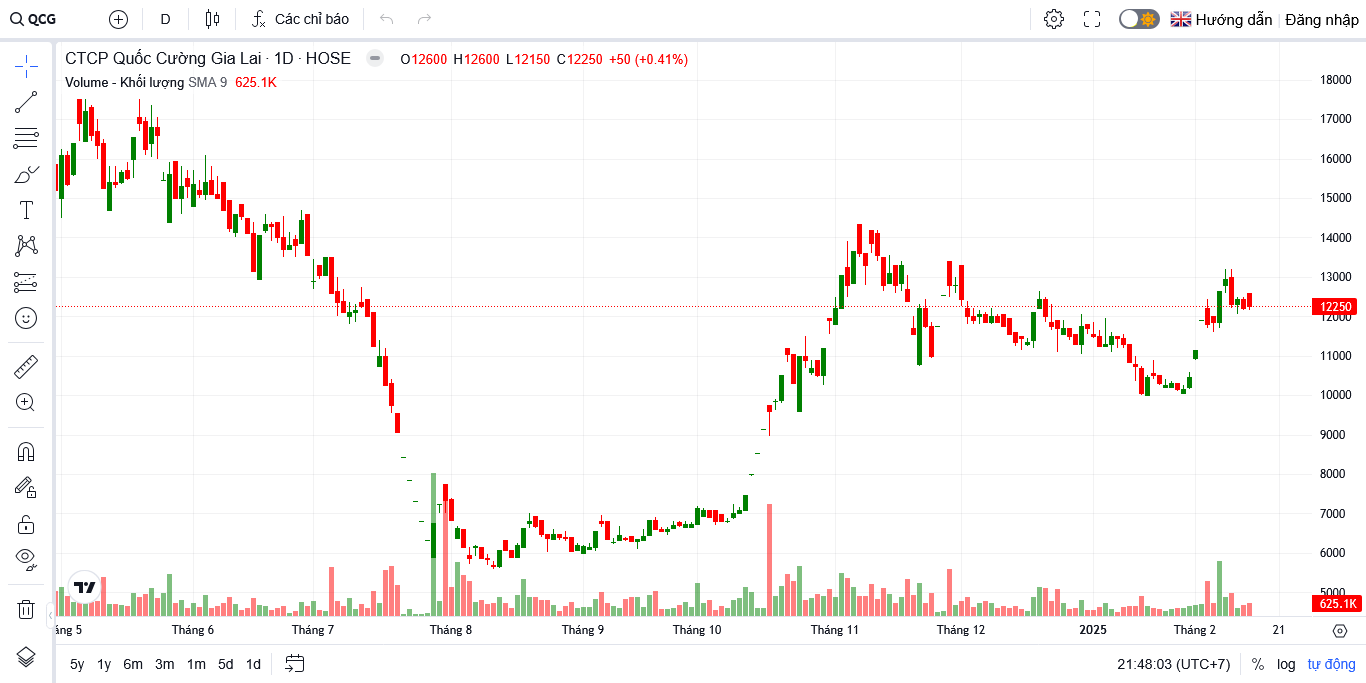 QCG D Các chỉ báo Hướng dẫn Đăng nhập
CTCP Quốc Cường Gia Lai · 1D · HOSE O12600 H12600 L12150 C12250 +50 (+0.41%)
Volume - Khối lượng SMA 9 625.1K
18000
17000
16000
15000
14000
13000
12250
12000
11000
10000
9000
8000
7000
6000
5000
625.1K
áng 5 Tháng 6 Tháng 7 Tháng 8 Tháng 9 Tháng 10 Tháng 11 Tháng 12 2025 Tháng 2 21
5y 1y 6m 3m 1m 5d 1d 21:48:03 (UTC+7) % log tự động